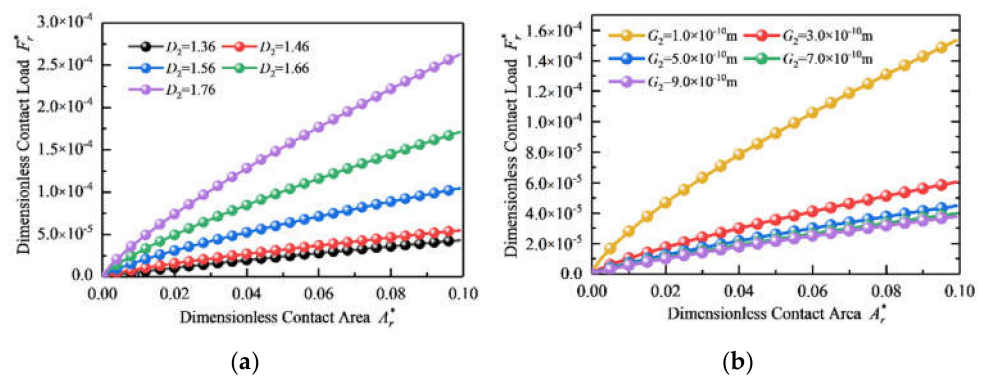 3.0×10⁻⁴
2.5×10⁻⁴
2.0×10⁻⁴
1.5×10⁻⁴
1.0×10⁻⁴
5.0×10⁻⁵
0.0
Dimensionless Contact Load F*r
D₂=1.36 D₂=1.46
D₂=1.56 D₂=1.66
D₂=1.76
0.00 0.02 0.04 0.06 0.08 0.10
Dimensionless Contact Area A*r
(a)
1.6×10⁻⁴
1.4×10⁻⁴
1.2×10⁻⁴
1.0×10⁻⁴
8.0×10⁻⁵
6.0×10⁻⁵
4.0×10⁻⁵
2.0×10⁻⁵
0.0
Dimensionless Contact Load F*r
G₂=1.0×10⁻¹⁰m G₂=3.0×10⁻¹⁰m
G₂=5.0×10⁻¹⁰m G₂=7.0×10⁻¹⁰m
G₂=9.0×10⁻¹⁰m
0.00 0.02 0.04 0.06 0.08 0.10
Dimensionless Contact Area A*r
(b)